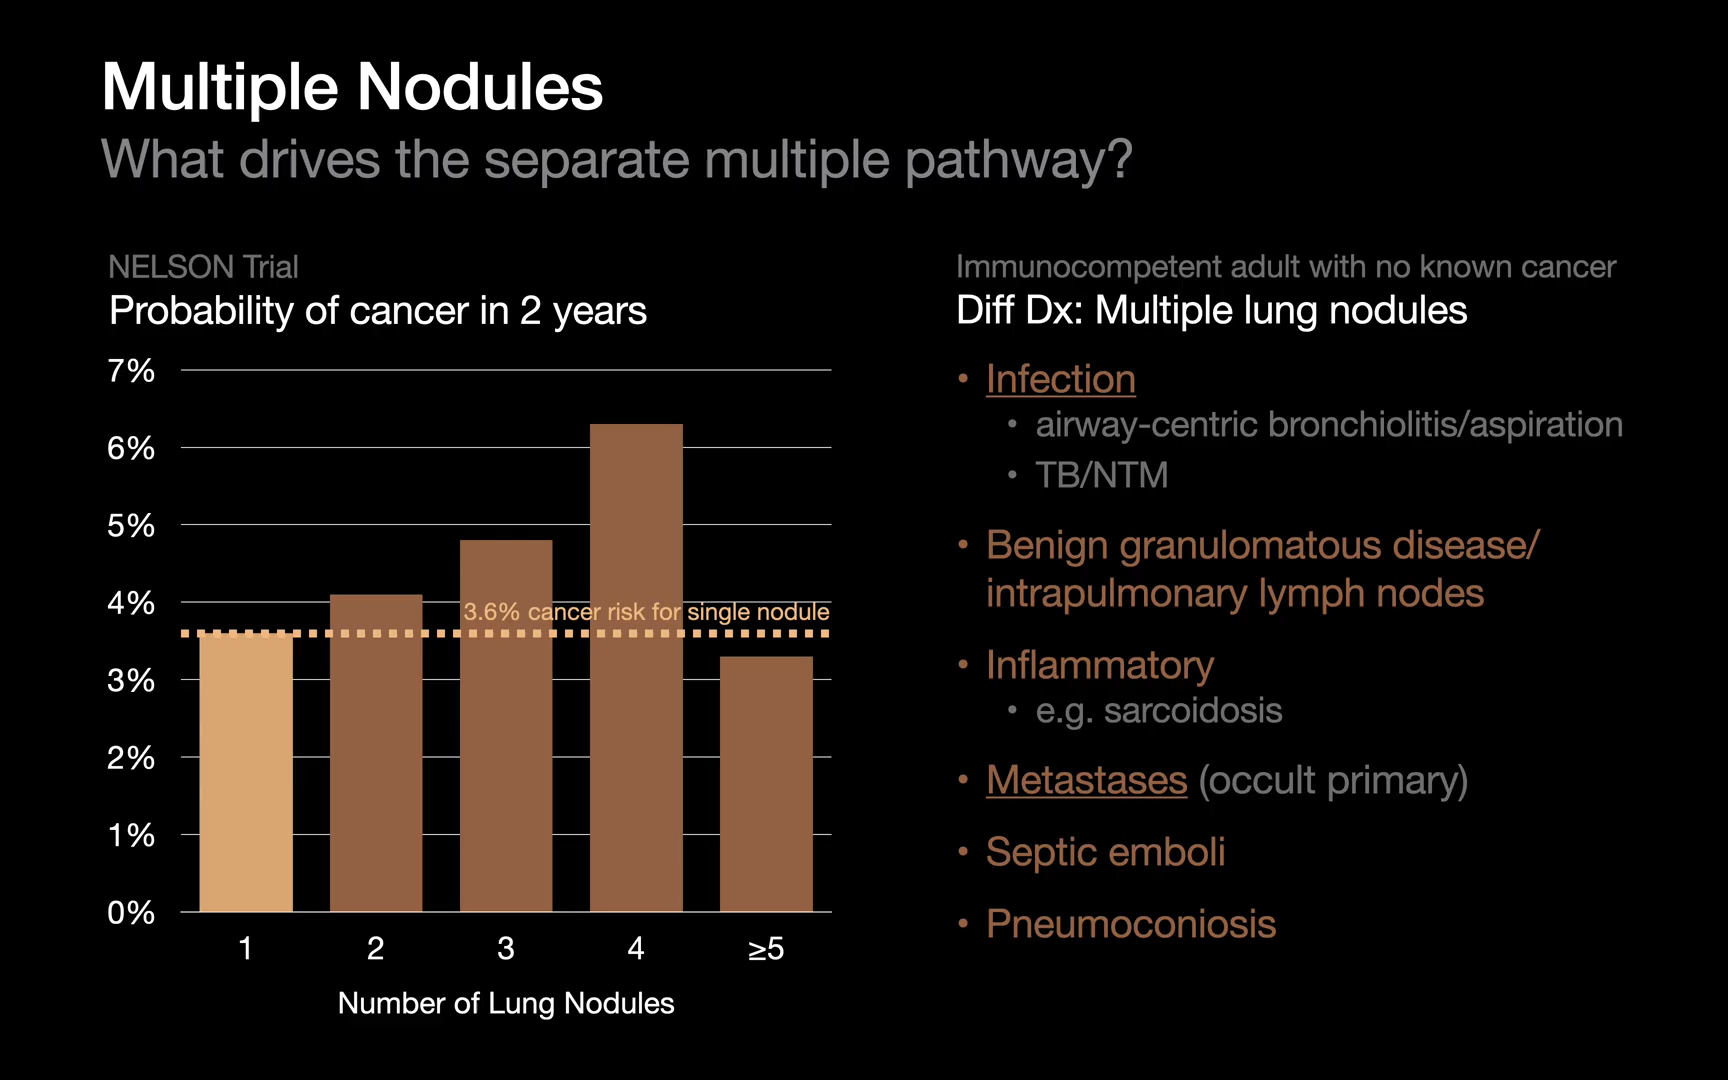 Multiple Nodules
What drives the separate multiple pathway?
NELSON Trial
Probability of cancer in 2 years
7%
6%
5%
4%
3%
2%
1%
0%
3.6% cancer risk for single nodule
1 2 3 4 ≥5
Number of Lung Nodules
Immunocompetent adult with no known cancer
Diff Dx: Multiple lung nodules
• Infection
• airway-centric bronchiolitis/aspiration
• TB/NTM
• Benign granulomatous disease/
intrapulmonary lymph nodes
• Inflammatory
• e.g. sarcoidosis
• Metastases (occult primary)
• Septic emboli
• Pneumoconiosis